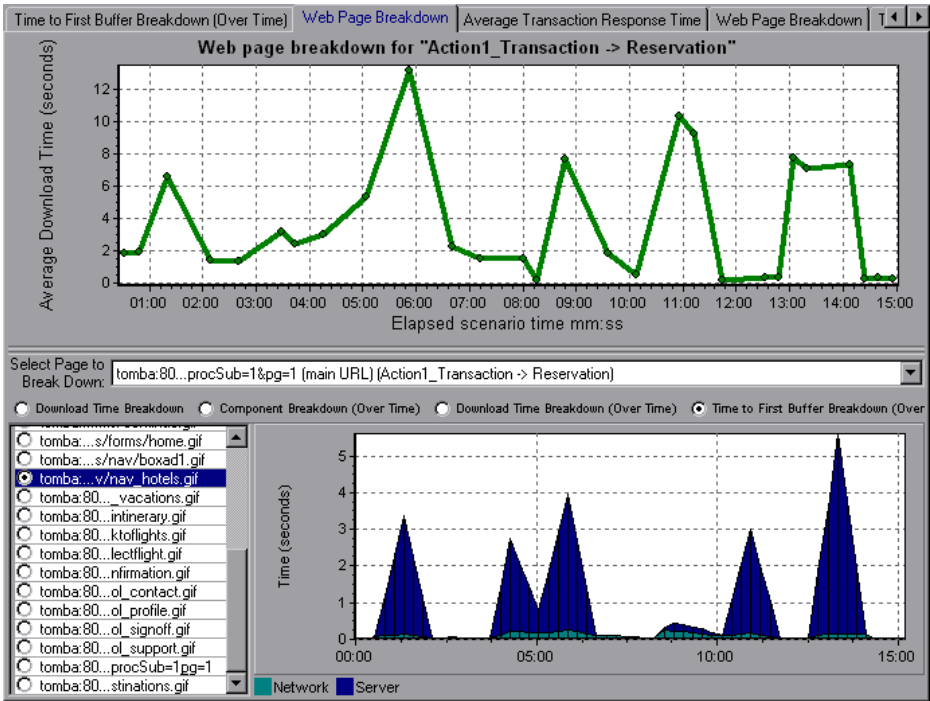 Time to First Buffer Breakdown (Over Time) Web Page Breakdown Average Transaction Response Time Web Page Breakdown
Web page breakdown for "Action1_Transaction -> Reservation"
Average Download Time (seconds)
12
10
8
6
4
2
0
01:00 02:00 03:00 04:00 05:00 06:00 07:00 08:00 09:00 10:00 11:00 12:00 13:00 14:00 15:00
Elapsed scenario time mm:ss
Select Page to
Break Down:
tomba:80...procSub=1&pg=1 (main URL) (Action1_Transaction -> Reservation)
Download Time Breakdown Component Breakdown (Over Time) Download Time Breakdown (Over Time) Time to First Buffer Breakdown (Over
tomba:...s/forms/home.gif
tomba:...s/nav/boxad1.gif
tomba:...v/nav_hotels.gif
tomba:80..._vacations.gif
tomba:80...intinerary.gif
tomba:80...ktoflights.gif
tomba:80...lectflight.gif
tomba:80...nfirmation.gif
tomba:80...ol_contact.gif
tomba:80...ol_profile.gif
tomba:80...ol_signoff.gif
tomba:80...ol_support.gif
tomba:80...procSub=1pg=1
tomba:80...stinations.gif
Time (seconds)
5
4
3
2
1
0
00:00 05:00 10:00 15:00
Network Server